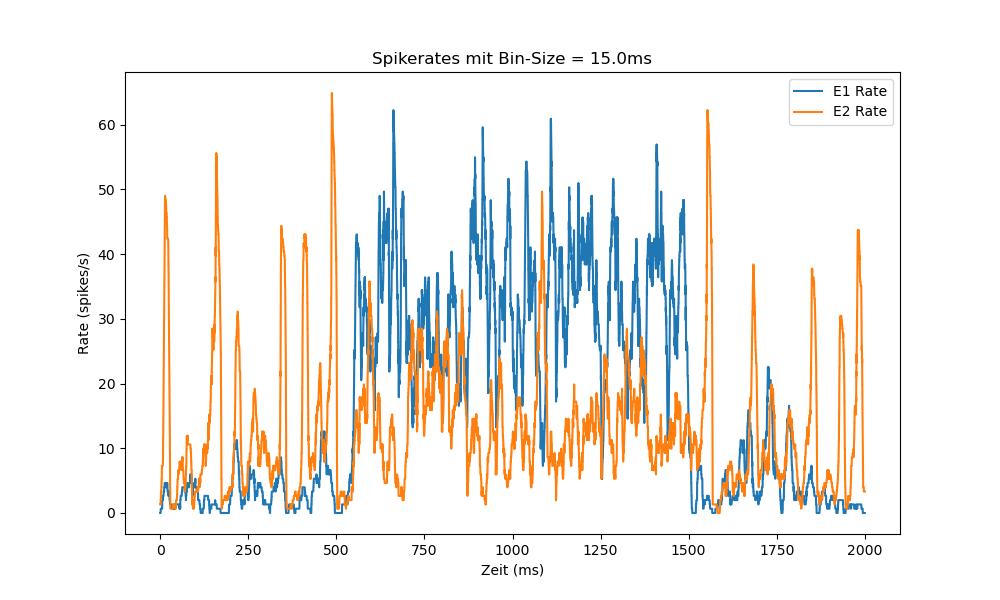 Spikerates mit Bin-Size = 15.0ms
E1 Rate
E2 Rate
Rate (spikes/s)
60
50
40
30
20
10
0
0 250 500 750 1000 1250 1500 1750 2000
Zeit (ms)